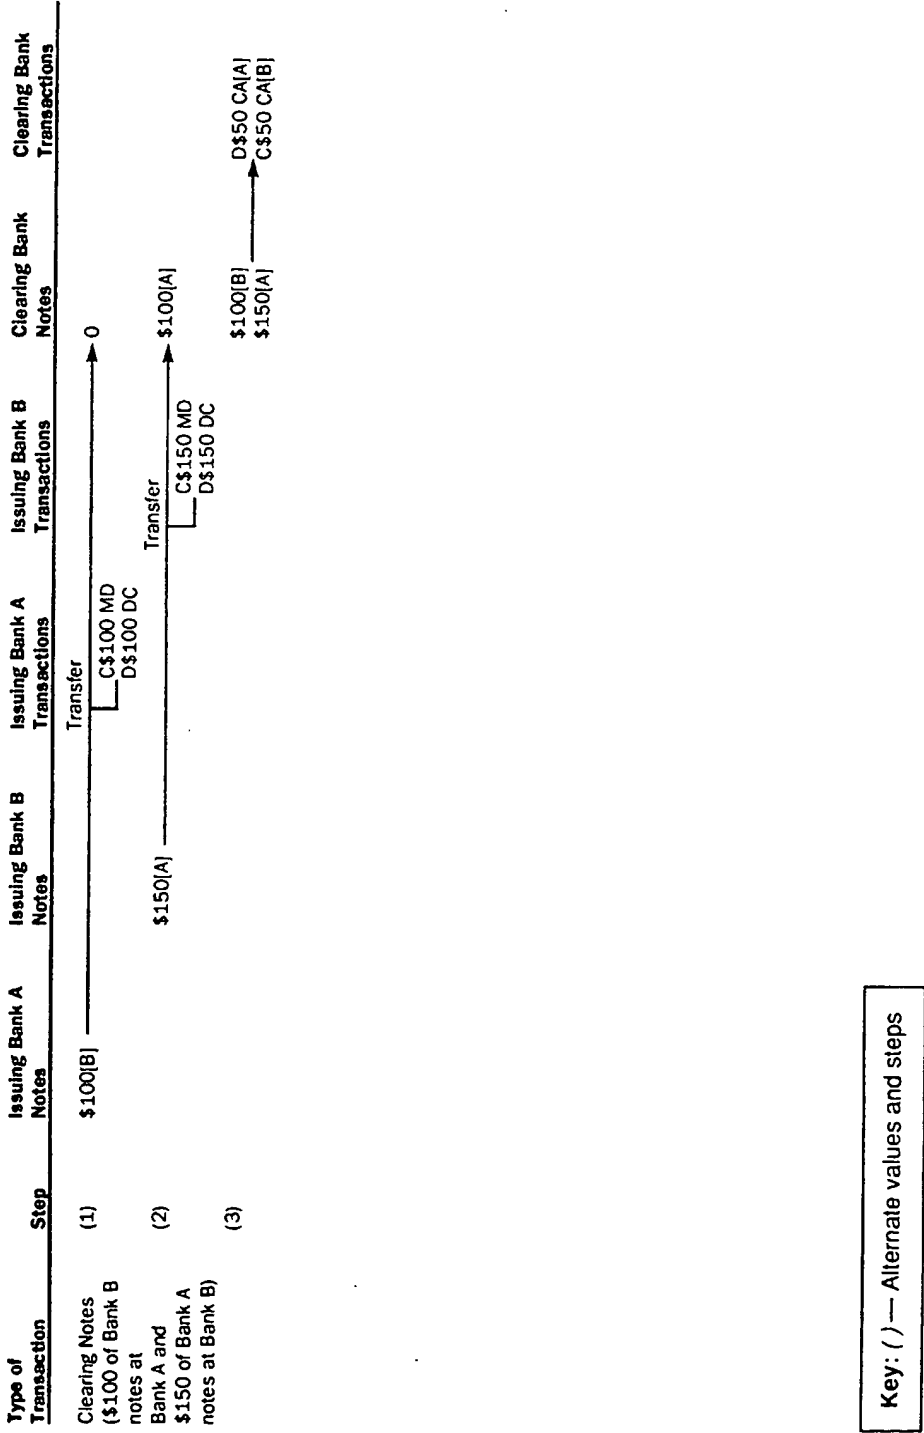 Type of
Transaction
Step
Issuing Bank A
Notes
Issuing Bank B
Notes
Issuing Bank A
Transactions
Issuing Bank B
Transactions
Clearing Bank
Notes
Clearing Bank
Transactions
Clearing Notes
($100 of Bank B
notes at
Bank A and
$150 of Bank A
notes at Bank B)
(1)
$100[B]
Transfer
C$100 MD
D$100 DC
0
(2)
$150[A]
Transfer
C$150 MD
D$150 DC
$100[A]
(3)
$100[B]
$150[A]
D$50 CA[A]
C$50 CA[B]
Key: ( ) — Alternate values and steps